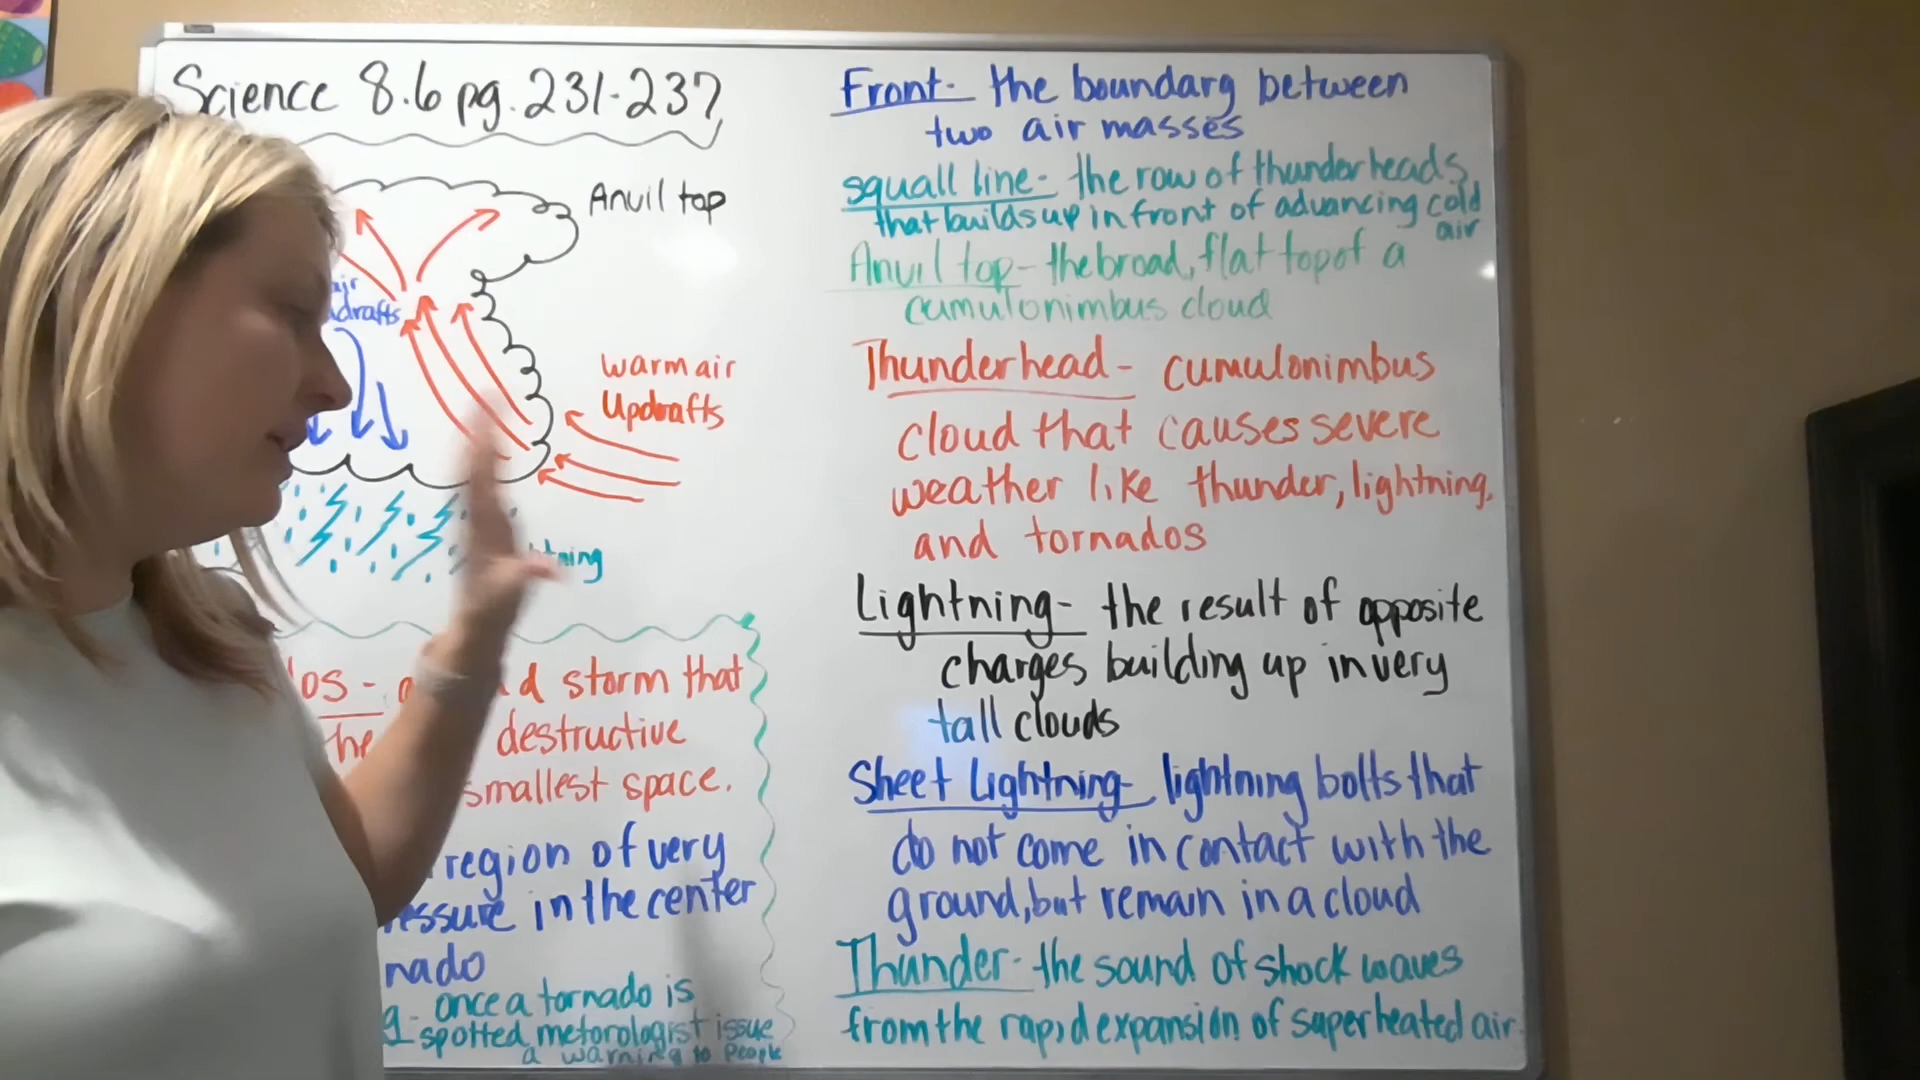 Science 8.6 pg. 231-237
Anvil top
warm air
Updrafts
storm that
destructive
smallest space.
region of very
in the center
once a tornado is
spotted metorologist issue
a warning to people
Front- the boundary between
two air masses
squall line- the row of thunderheads
that builds up in front of advancing cold
air
Anvil top- the broad, flat top of a
cumulonimbus cloud
Thunderhead- cumulonimbus
cloud that causes severe
weather like thunder, lightning,
and tornados
Lightning- the result of opposite
charges building up in very
tall clouds
Sheet Lightning- lightning bolts that
do not come in contact with the
ground, but remain in a cloud
Thunder- the sound of shock waves
from the rapid expansion of superheated air